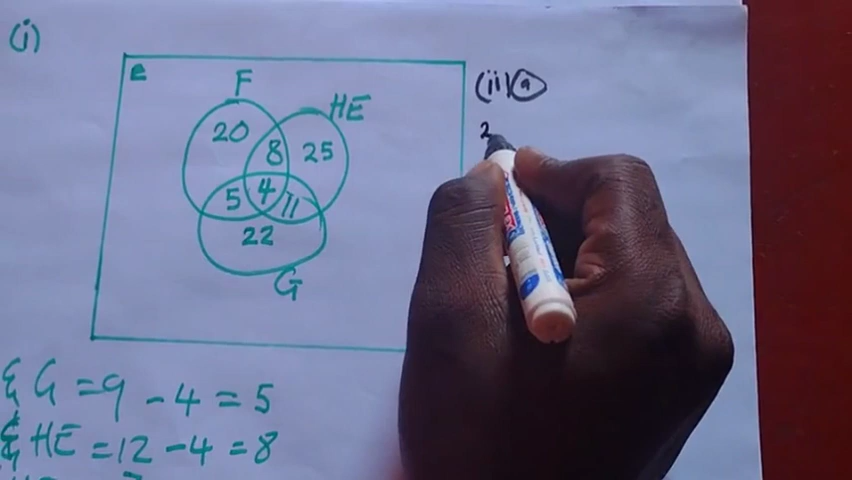 (i)
E
F
HE
20
8
25
5
4
11
22
G
(ii) a
2
& G = 9 - 4 = 5
& HE = 12 - 4 = 8